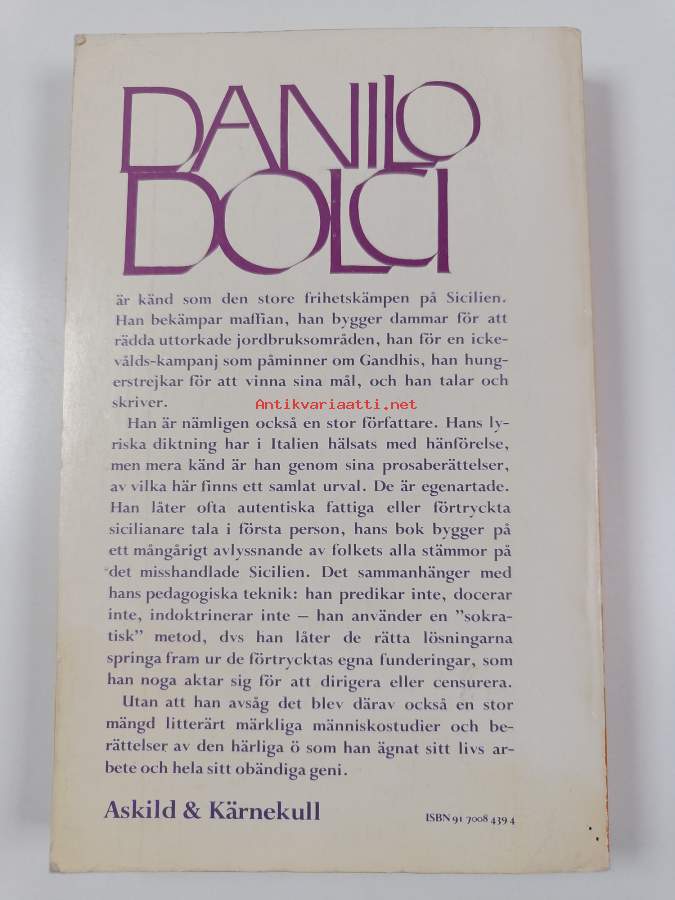 DANILO
DOLCI
är känd som den store frihetskämpen på Sicilien.
Han bekämpar maffian, han bygger dammar för att
rädda uttorkade jordbruksområden, han för en icke-
vålds-kampanj som påminner om Gandhis, han hung-
erstrejkar för att vinna sina mål, och han talar och
skriver.
Antikvariaatti.net
Han är nämligen också en stor författare. Hans ly-
riska diktning har i Italien hälsats med hänförelse,
men mera känd är han genom sina prosaberättelser,
av vilka här finns ett samlat urval. De är egenartade.
Han låter ofta autentiska fattiga eller förtryckta
sicilianare tala i första person, hans bok bygger på
ett mångårigt avlyssnande av folkets alla stämmor på
det misshandlade Sicilien. Det sammanhänger med
hans pedagogiska teknik: han predikar inte, docerar
inte, indoktrinerar inte – han använder en ”sokra-
tisk” metod, dvs han låter de rätta lösningarna
springa fram ur de förtrycktas egna funderingar, som
han noga aktar sig för att dirigera eller censurera.
Utan att han avsåg det blev därav också en stor
mängd litterärt märkliga människostudier och be-
rättelser av den härliga ö som han ägnat sitt livs ar-
bete och hela sitt obändiga geni.
Askild & Kärnekull
ISBN 91 7008 439 4